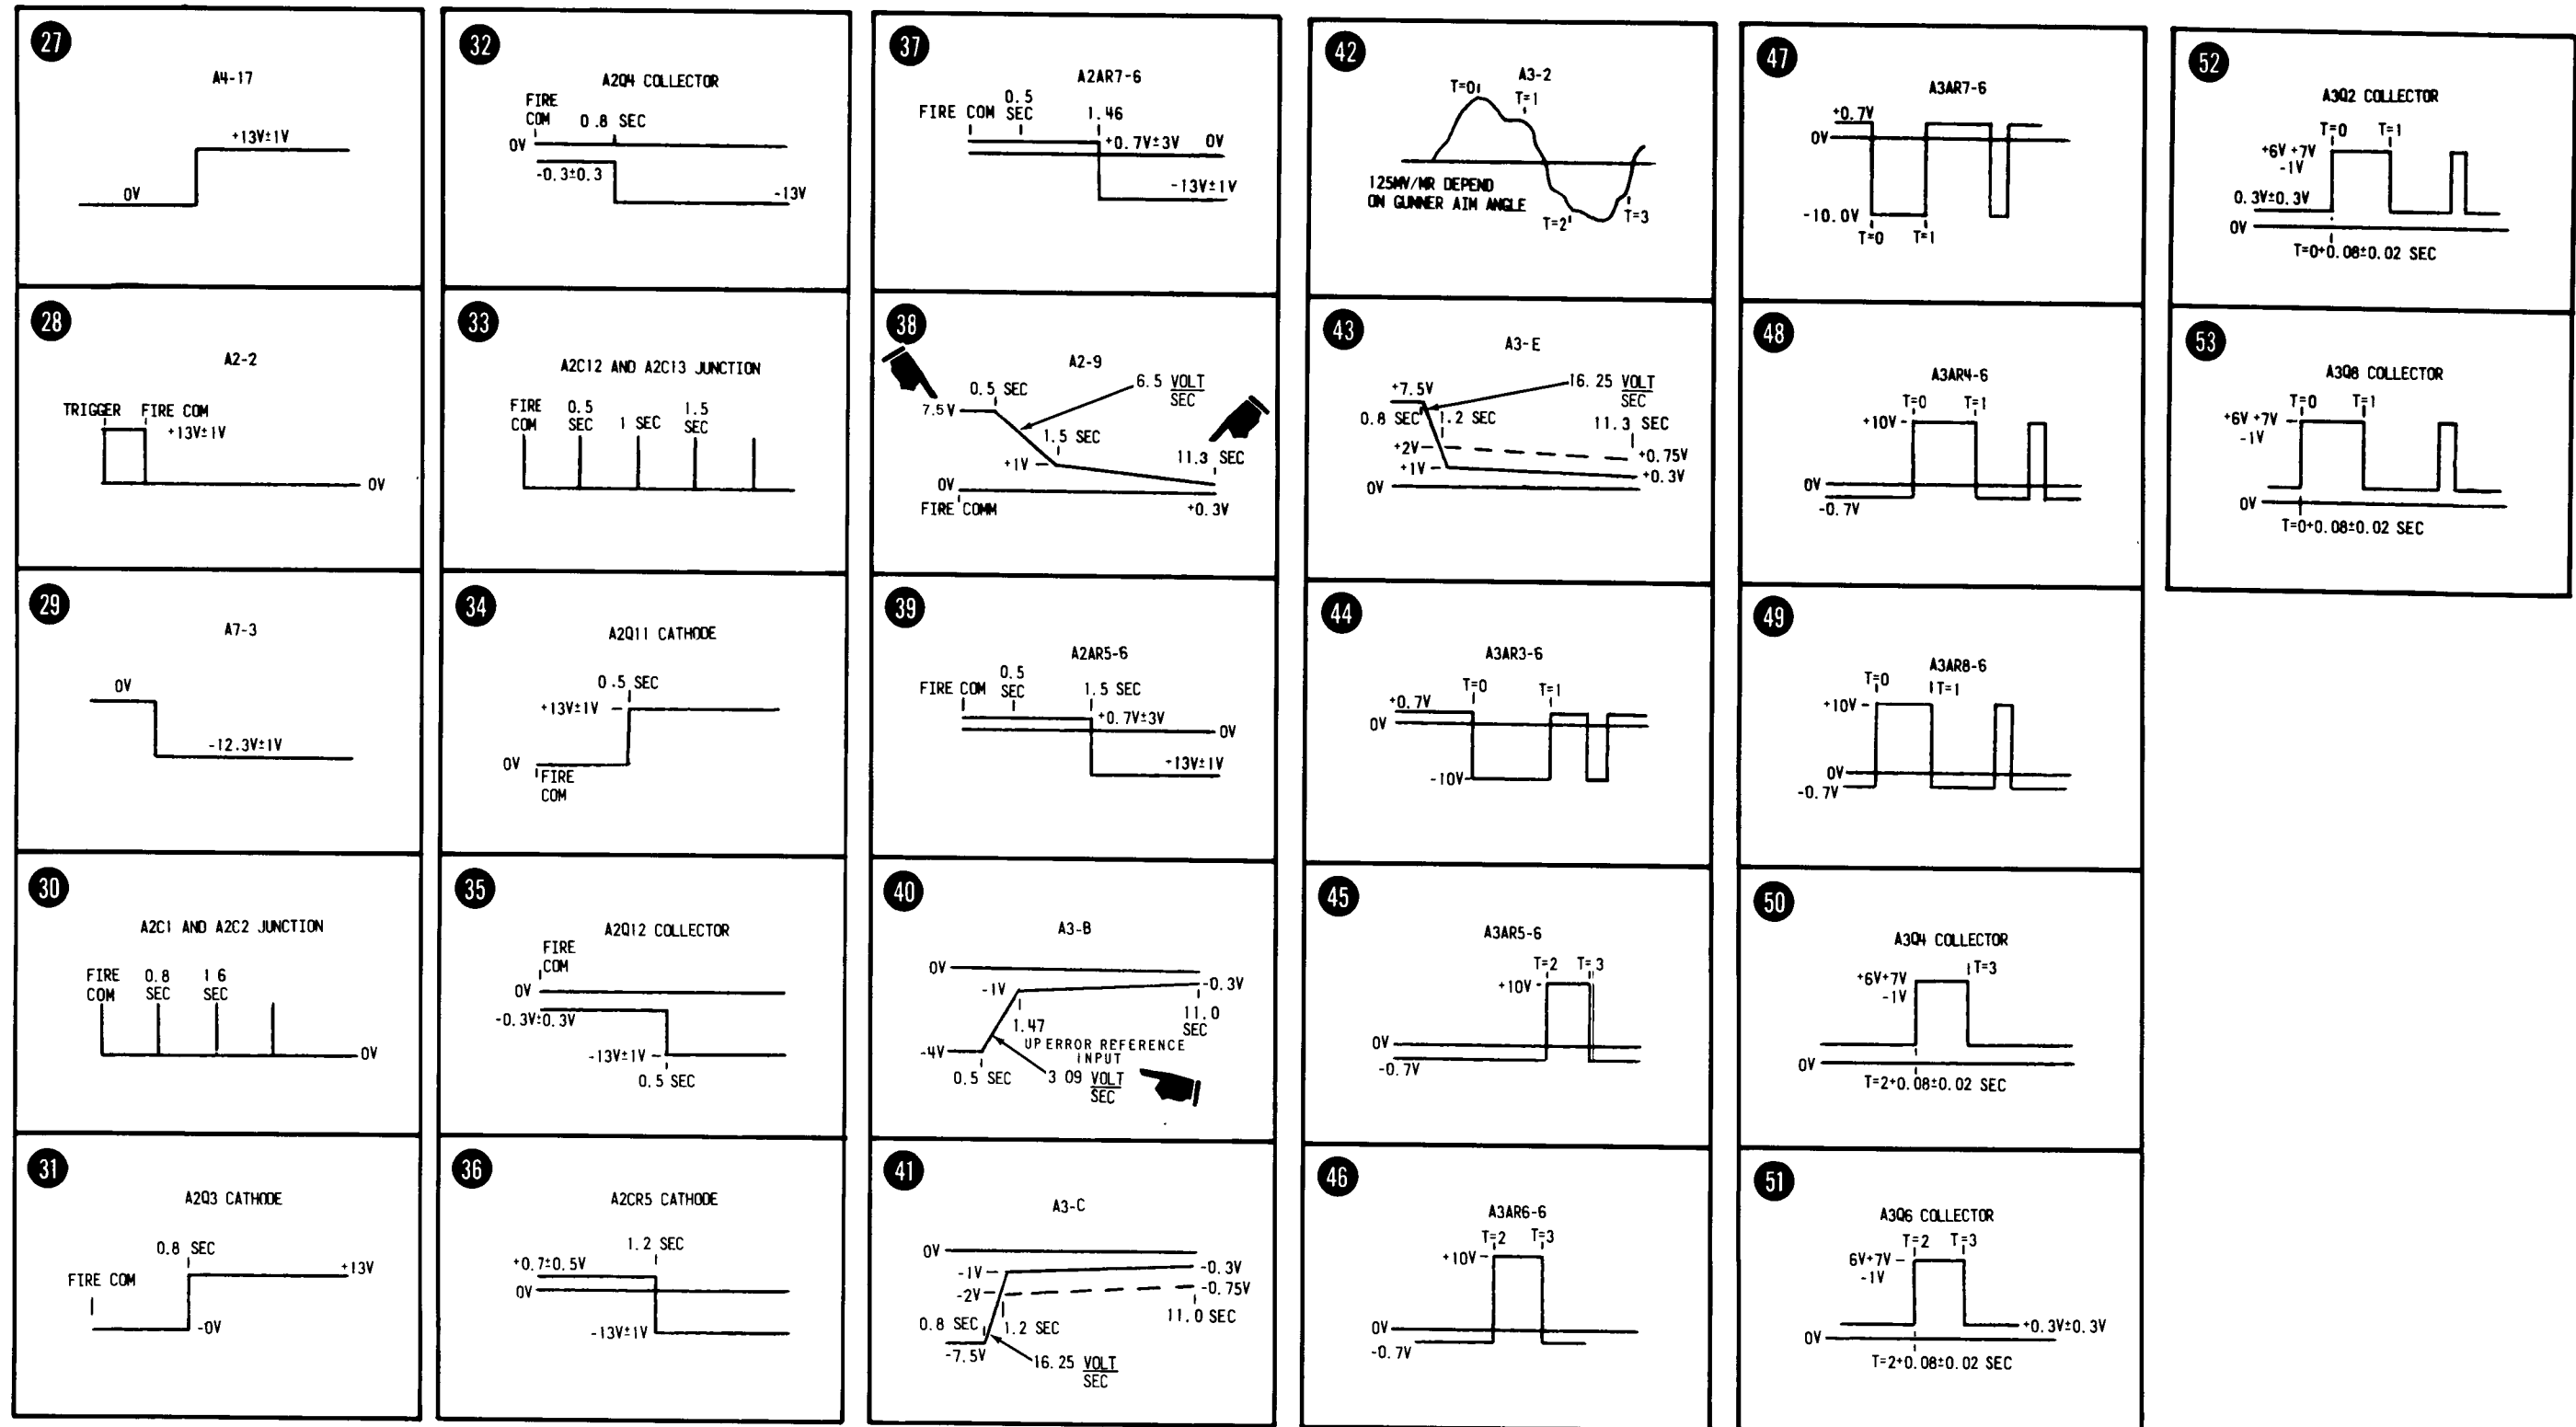 27
A4-17
+13V±1V
0V
28
A2-2
TRIGGER FIRE COM
+13V±1V
0V
29
A7-3
0V
-12.3V±1V
30
A2C1 AND A2C2 JUNCTION
FIRE 0.8 1 6
COM SEC SEC
0V
31
A2Q3 CATHODE
0.8 SEC
FIRE COM
+13V
-0V
32
A2Q4 COLLECTOR
FIRE
COM 0.8 SEC
0V
-0.3±0.3
-13V
33
A2C12 AND A2C13 JUNCTION
FIRE 0.5 1 SEC 1.5
COM SEC SEC
34
A2Q11 CATHODE
0.5 SEC
+13V±1V
0V
FIRE
COM
35
A2Q12 COLLECTOR
FIRE
COM
0V
-0.3V±0.3V
-13V±1V
0.5 SEC
36
A2CR5 CATHODE
1.2 SEC
+0.7±0.5V
0V
-13V±1V
37
A2AR7-6
0.5
FIRE COM SEC 1.46
+0.7V±3V 0V
-13V±1V
38
A2-9
0.5 SEC
6.5 VOLT
SEC
7.5V
1.5 SEC
11.3 SEC
+1V
0V
FIRE COMM
+0.3V
39
A2AR5-6
0.5
FIRE COM SEC 1.5 SEC
+0.7V±3V
0V
-13V±1V
40
A3-B
0V
-0.3V
-1V
11.0
SEC
1.47
UP ERROR REFERENCE
INPUT
-4V
0.5 SEC
3 09 VOLT
SEC
41
A3-C
0V
-1V
-0.3V
-2V
-0.75V
11.0 SEC
0.8 SEC
1.2 SEC
-7.5V
16.25 VOLT
SEC
42
A3-2
T=0
T=1
125MV/MR DEPEND
ON GUNNER AIM ANGLE
T=2
T=3
43
A3-E
+7.5V
16.25 VOLT
SEC
0.8 SEC
1.2 SEC
11.3 SEC
+2V
+0.75V
+1V
+0.3V
0V
44
A3AR3-6
T=0 T=1
+0.7V
0V
-10V
45
A3AR5-6
T=2 T=3
+10V
0V
-0.7V
46
A3AR6-6
T=2 T=3
+10V
0V
-0.7V
47
A3AR7-6
+0.7V
0V
-10.0V
T=0 T=1
48
A3AR4-6
T=0 T=1
+10V
0V
-0.7V
49
A3AR8-6
T=0
T=1
+10V
0V
-0.7V
50
A3Q4 COLLECTOR
+6V+7V
-1V
T=3
0V
T=2+0.08±0.02 SEC
51
A3Q6 COLLECTOR
T=2 T=3
6V+7V
-1V
+0.3V±0.3V
0V
T=2+0.08±0.02 SEC
52
A3Q2 COLLECTOR
T=0 T=1
+6V +7V
-1V
0.3V±0.3V
0V
T=0+0.08±0.02 SEC
53
A3Q8 COLLECTOR
T=0 T=1
+6V +7V
-1V
0V
T=0+0.08±0.02 SEC